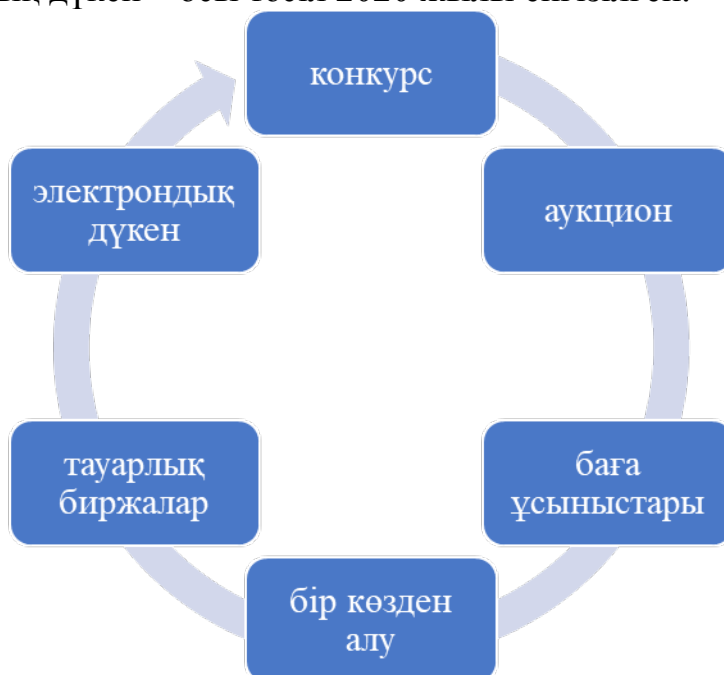 конкурс
аукцион
баға
ұсыныстары
бір көзден
алу
тауарлық
биржалар
электрондық
дүкен